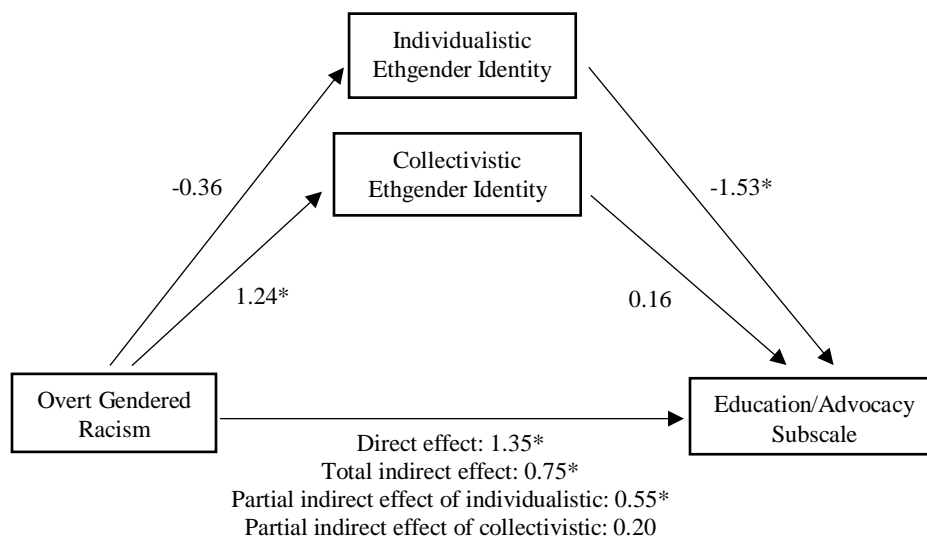 Individualistic
Ethgender Identity
Collectivistic
Ethgender Identity
-0.36
-1.53*
1.24*
0.16
Overt Gendered
Racism
Education/Advocacy
Subscale
Direct effect: 1.35*
Total indirect effect: 0.75*
Partial indirect effect of individualistic: 0.55*
Partial indirect effect of collectivistic: 0.20